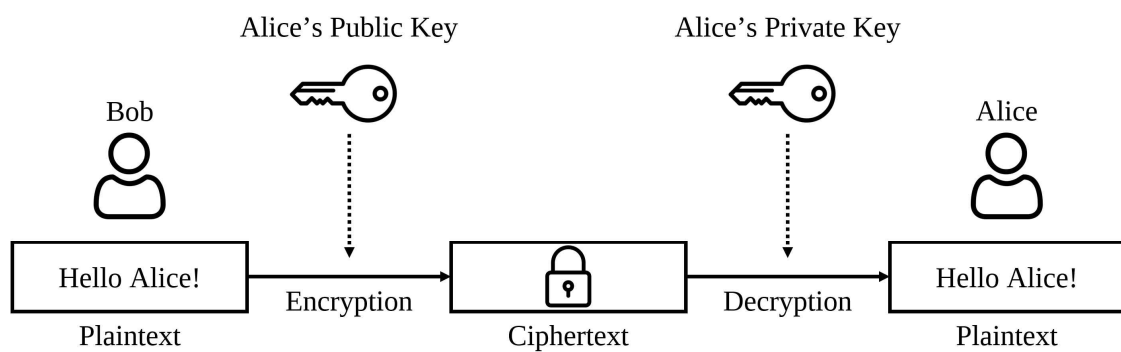 Alice’s Public Key
Alice’s Private Key
Bob
Alice
Hello Alice!
Hello Alice!
Encryption
Decryption
Plaintext
Ciphertext
Plaintext